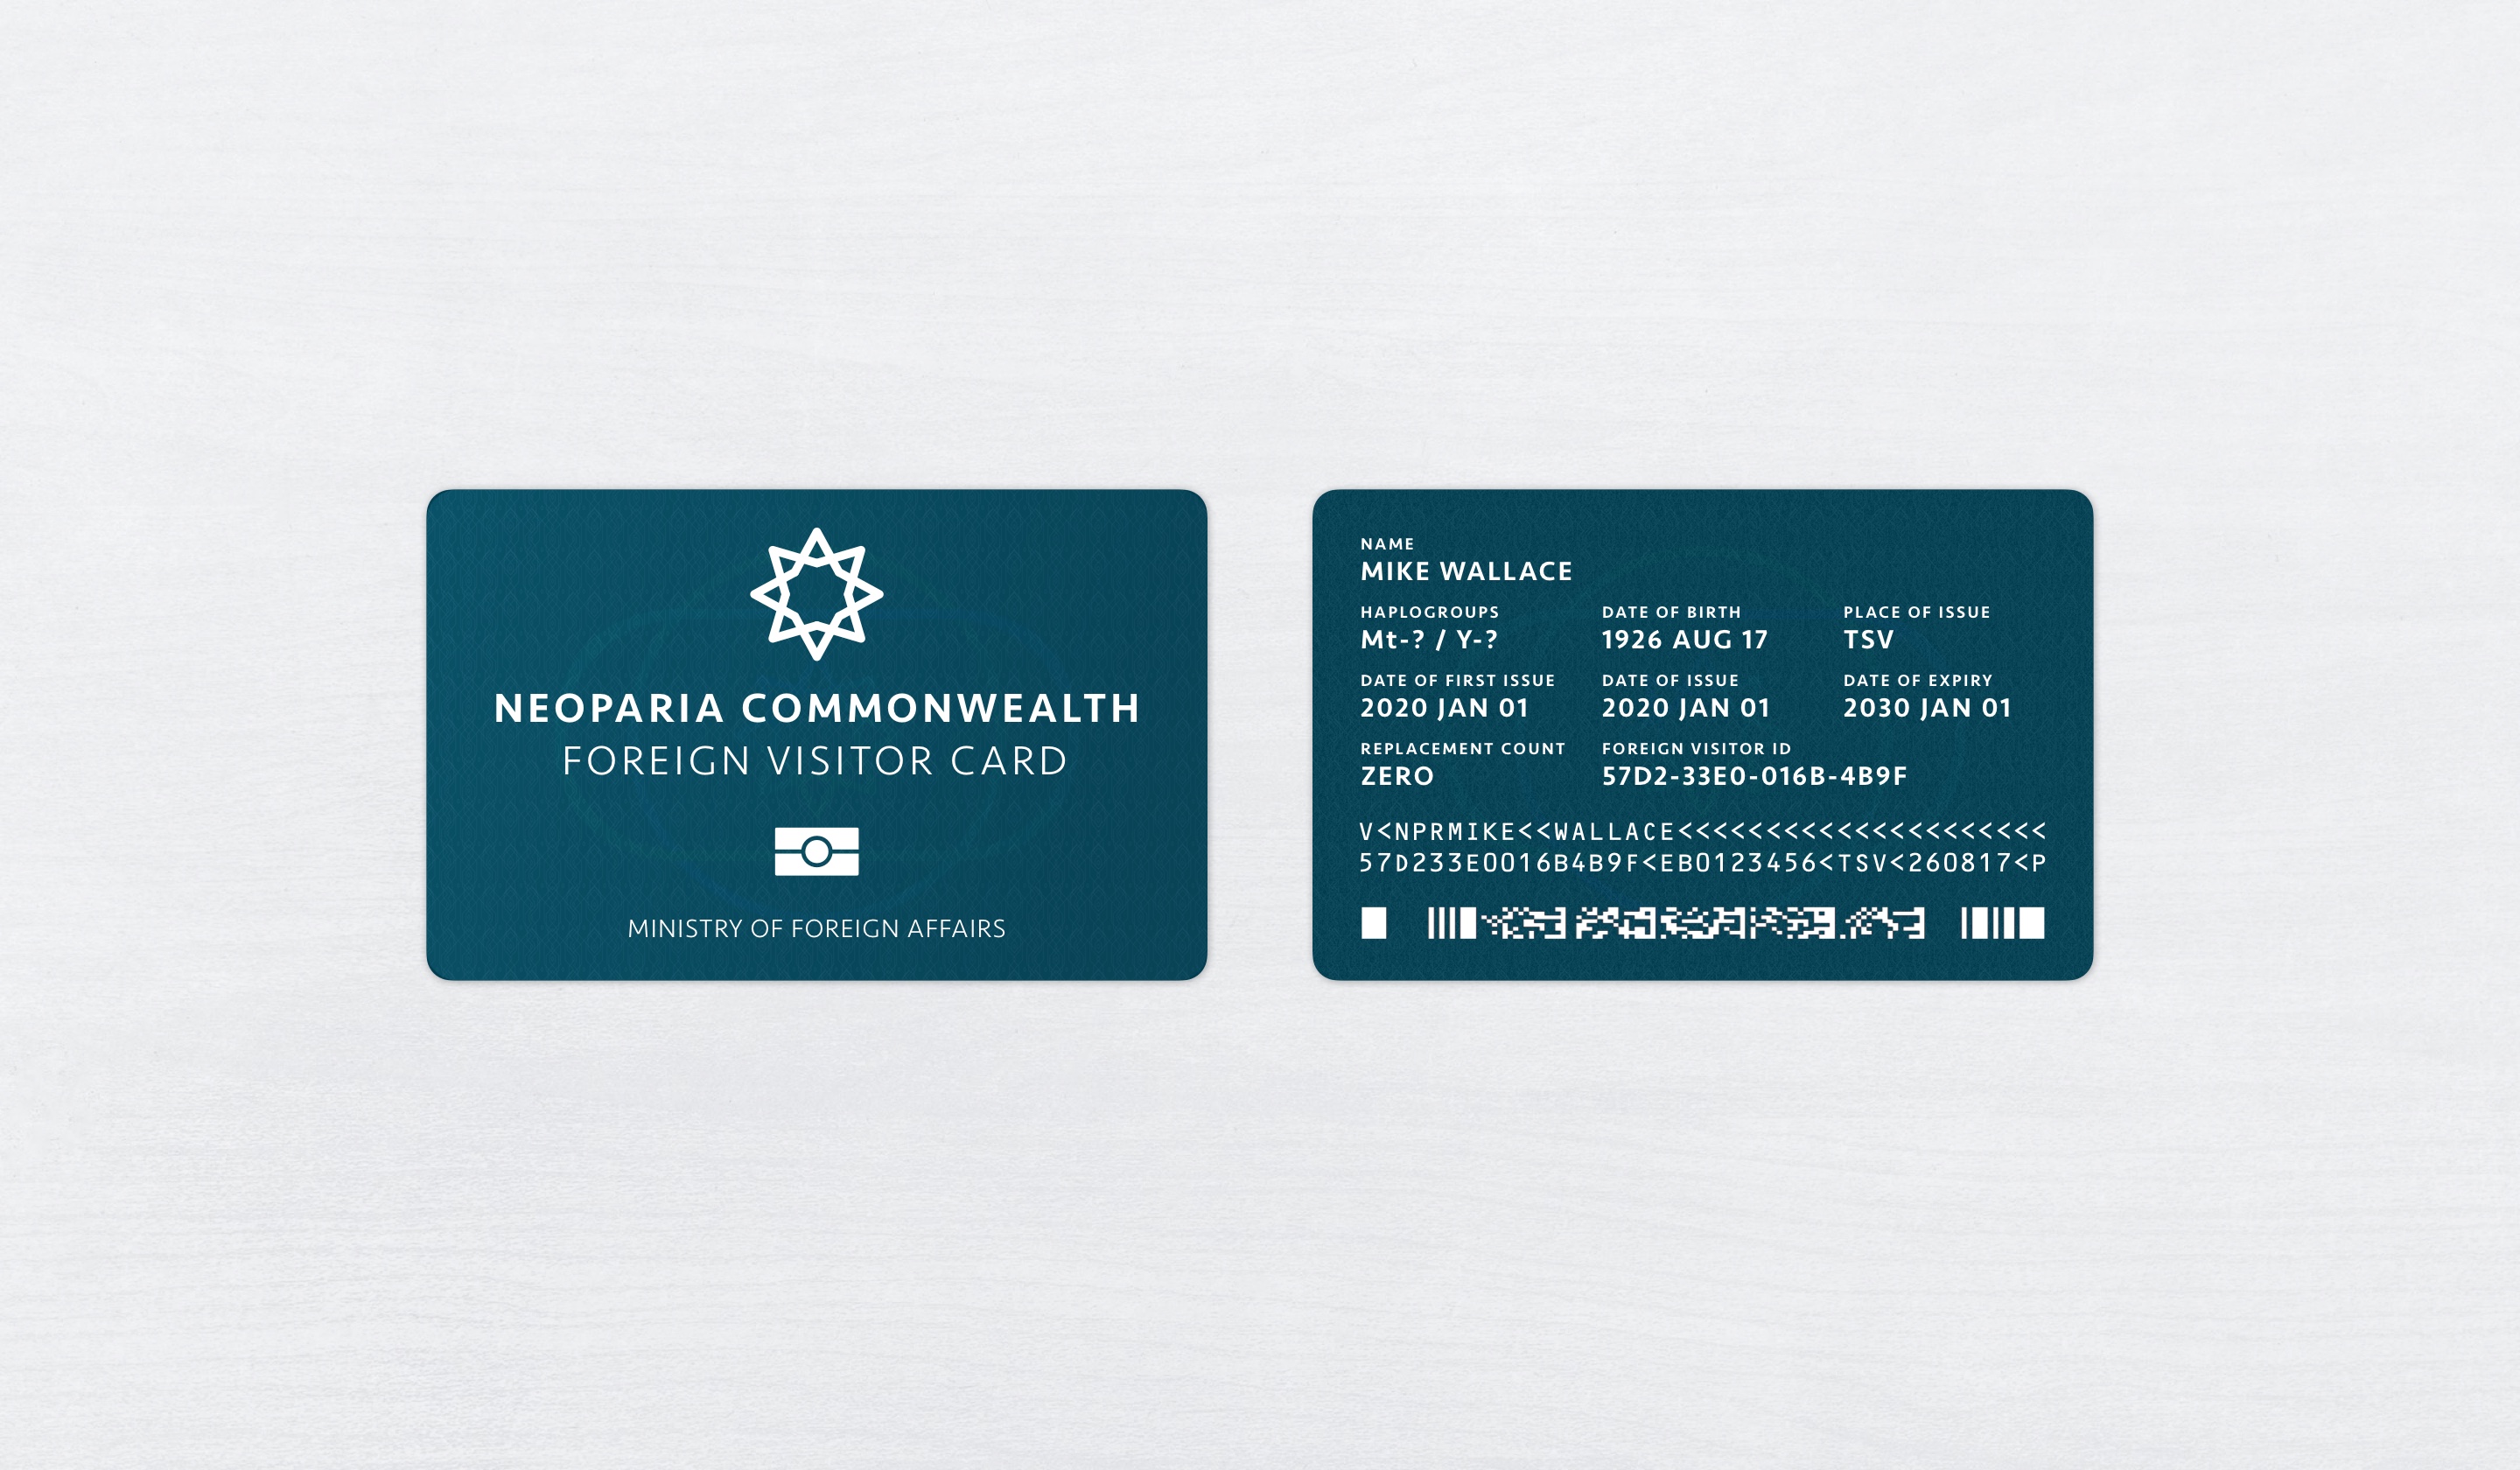 NEOPARIA COMMONWEALTH
FOREIGN VISITOR CARD
MINISTRY OF FOREIGN AFFAIRS
NAME
MIKE WALLACE
HAPLOGROUPS DATE OF BIRTH PLACE OF ISSUE
Mt-? / Y-? 1926 AUG 17 TSV
DATE OF FIRST ISSUE DATE OF ISSUE DATE OF EXPIRY
2020 JAN 01 2020 JAN 01 2030 JAN 01
REPLACEMENT COUNT FOREIGN VISITOR ID
ZERO 57D2-33E0-016B-4B9F
V<NPRMIKE<<WALLACE<<<<<<<<<<<<<<<<<<<<<
57D233E0016B4B9F<EB0123456<TSV<260817<P